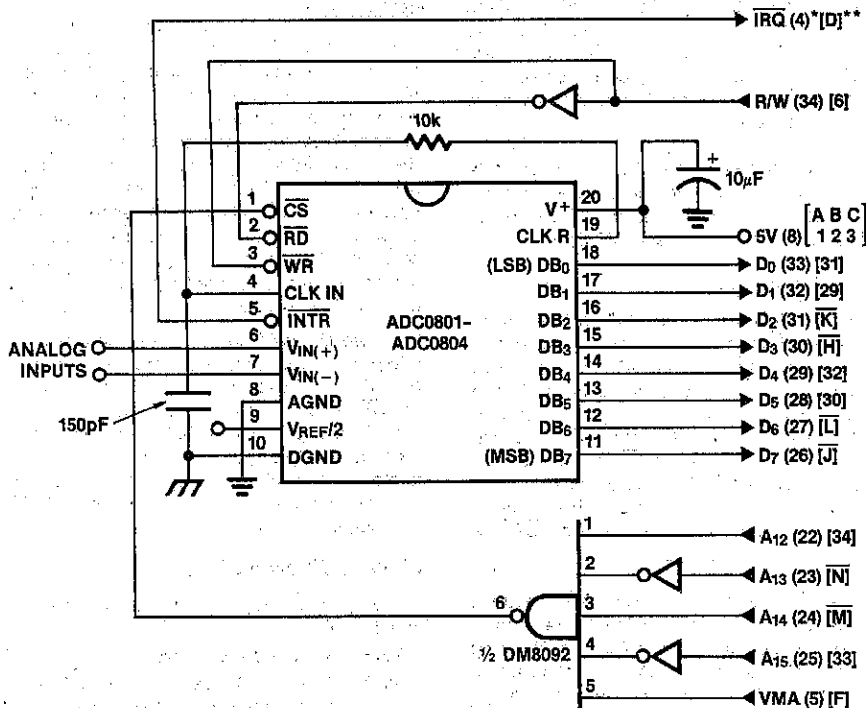 IRQ (4)*[D]**
R/W (34) [6]
10k
+
10µF
1 CS
2 RD
3 WR
4 CLK IN
5 INTR
6 VIN(+)
7 VIN(−)
8 AGND
9 VREF/2
10 DGND
ANALOG
INPUTS
150pF
ADC0801-
ADC0804
V+ 20
CLK R 19
(LSB) DB0 18
DB1 17
DB2 16
DB3 15
DB4 14
DB5 13
DB6 12
(MSB) DB7 11
5V (8) [A B C
1 2 3]
D0 (33) [31]
D1 (32) [29]
D2 (31) [K̅]
D3 (30) [H̅]
D4 (29) [32]
D5 (28) [30]
D6 (27) [L̅]
D7 (26) [J̅]
1 A12 (22) [34]
2 A13 (23) [N̅]
3 A14 (24) [M̅]
4 A15 (25) [33]
5 VMA (5) [F]
6
1/2 DM8092